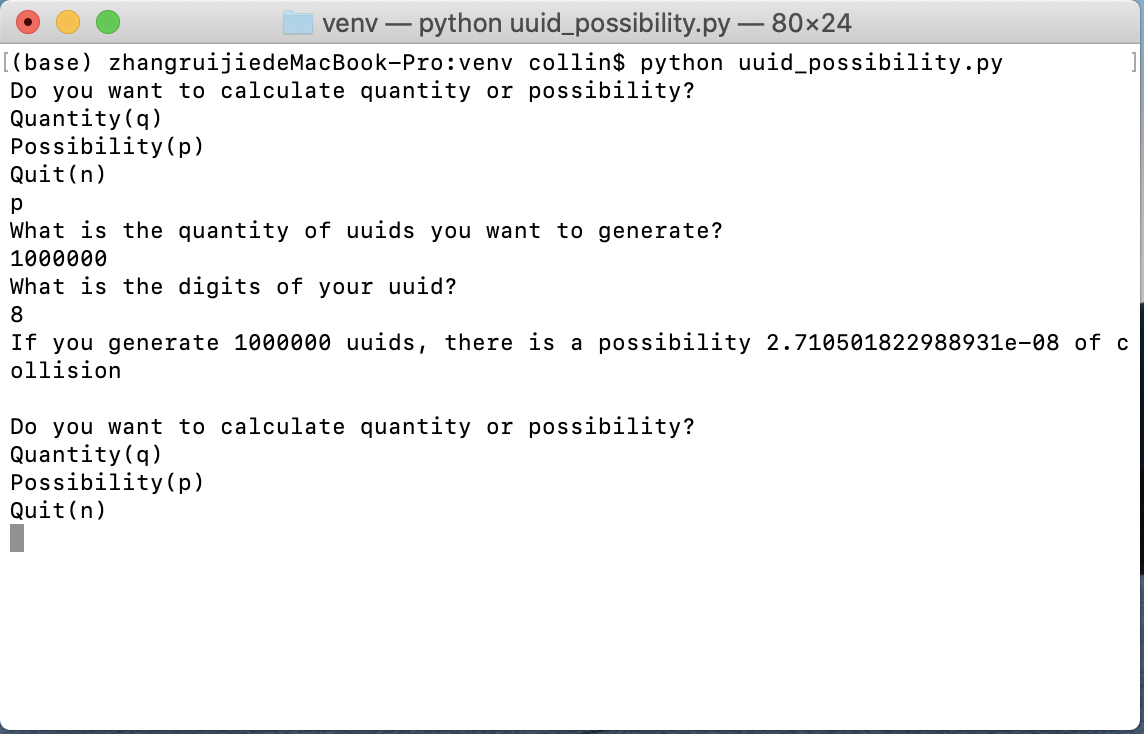 venv — python uuid_possibility.py — 80×24
[(base) zhangruijiedeMacBook-Pro:venv collin$ python uuid_possibility.py ]
Do you want to calculate quantity or possibility?
Quantity(q)
Possibility(p)
Quit(n)
p
What is the quantity of uuids you want to generate?
1000000
What is the digits of your uuid?
8
If you generate 1000000 uuids, there is a possibility 2.710501822988931e-08 of c
ollision
Do you want to calculate quantity or possibility?
Quantity(q)
Possibility(p)
Quit(n)